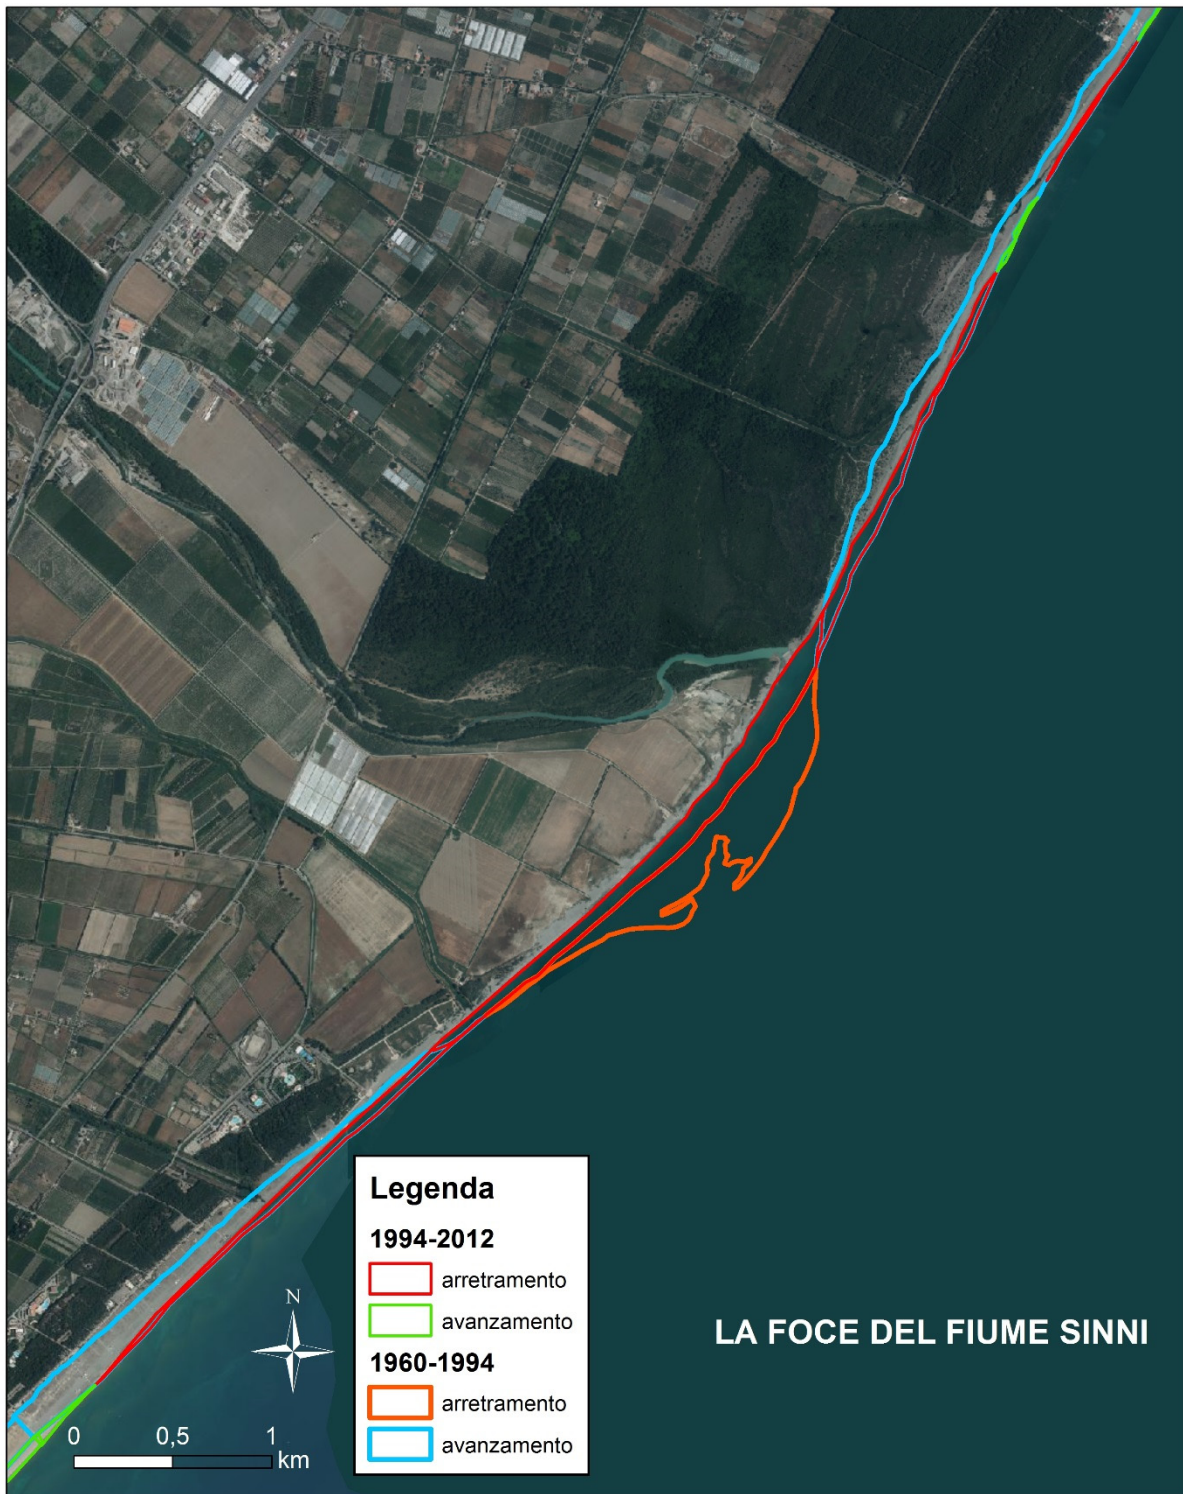 Legenda
1994-2012
arretramento
avanzamento
1960-1994
arretramento
avanzamento
N
0 0,5 1
km
LA FOCE DEL FIUME SINNI